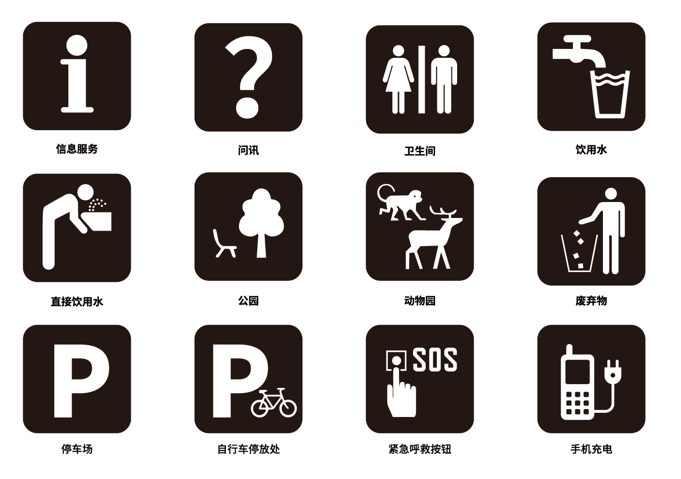 信息服务
问讯
卫生间
饮用水
直接饮用水
公园
动物园
废弃物
P
P
SOS
停车场
自行车停放处
紧急呼救按钮
手机充电